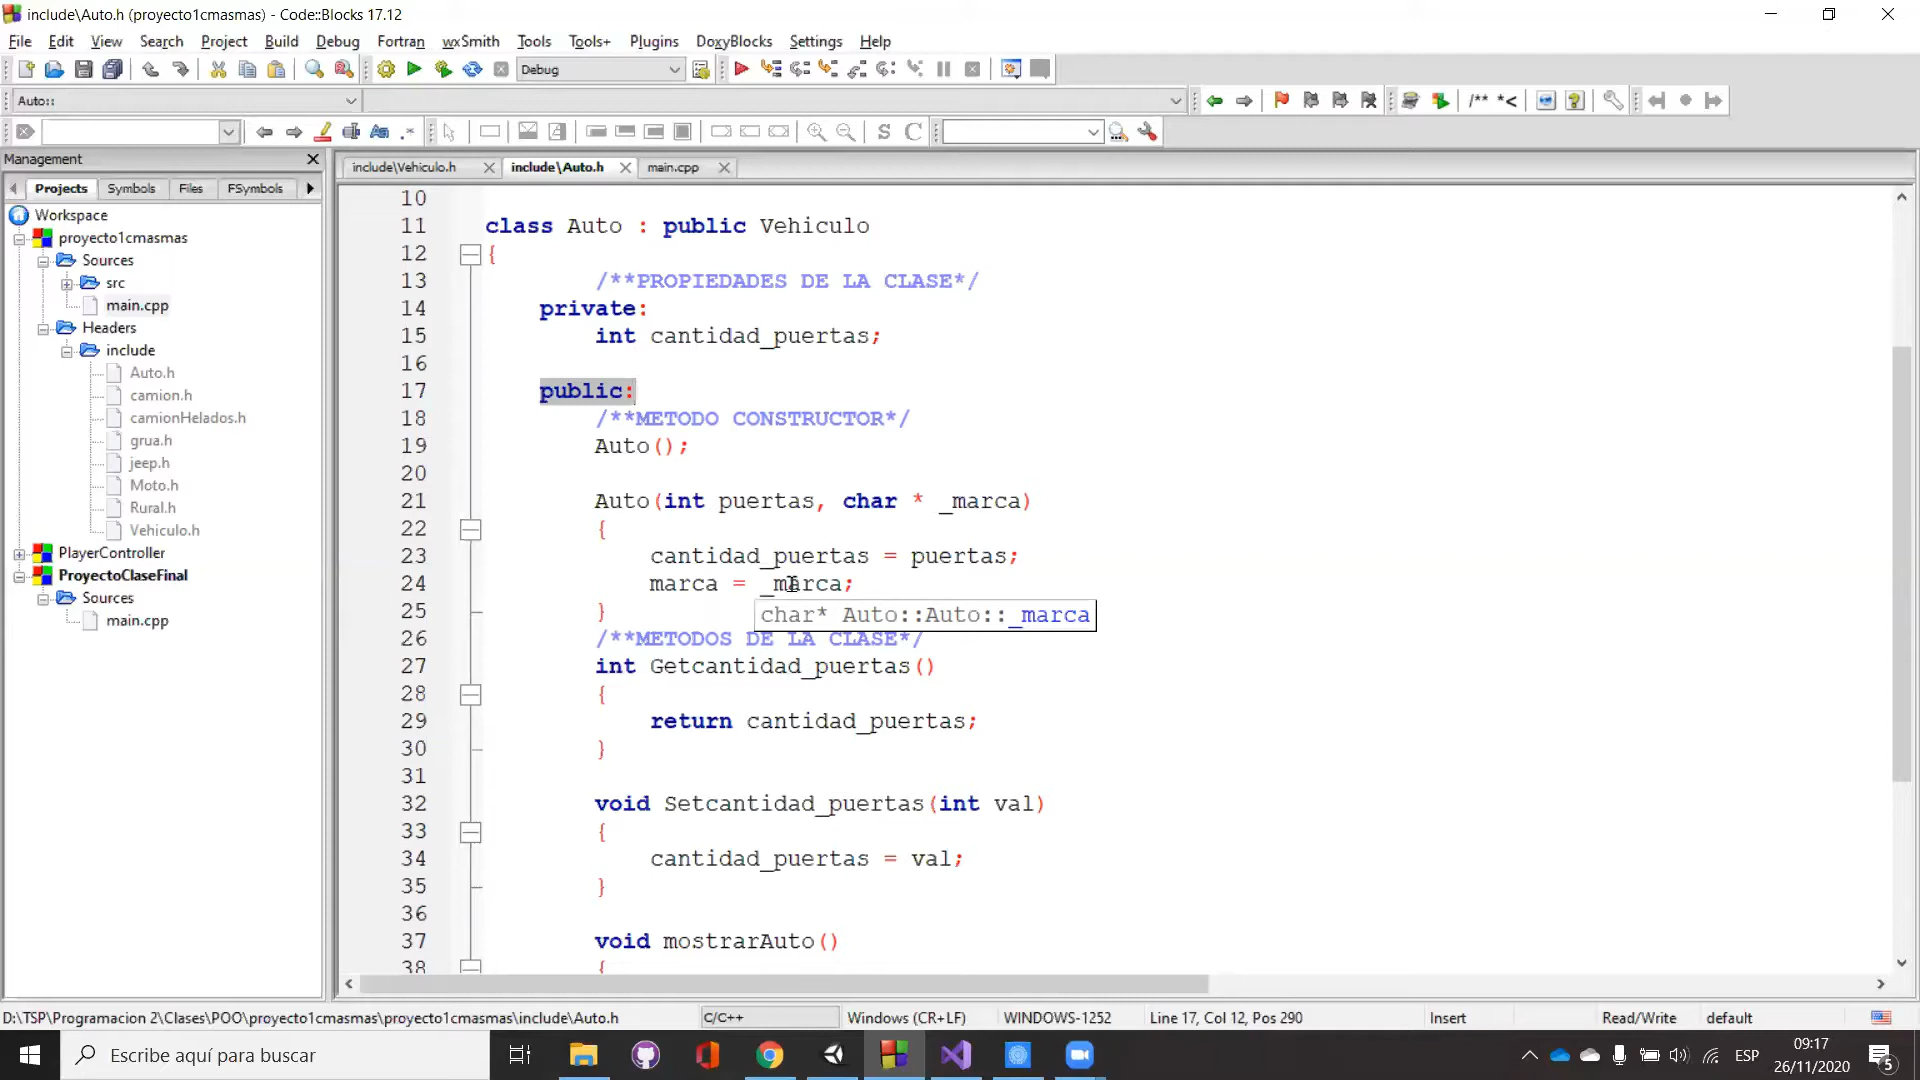 include\Auto.h (proyecto1cmasmas) - Code::Blocks 17.12
File Edit View Search Project Build Debug Fortran wxSmith Tools Tools+ Plugins DoxyBlocks Settings Help
Debug
Auto::
/** *<
S C
Management
include\Vehiculo.h include\Auto.h main.cpp
Projects Symbols Files FSymbols
Workspace
proyecto1cmasmas
Sources
src
main.cpp
Headers
include
Auto.h
camion.h
camionHelados.h
grua.h
jeep.h
Moto.h
Rural.h
Vehiculo.h
PlayerController
ProyectoClaseFinal
Sources
main.cpp
10
11 class Auto : public Vehiculo
12 {
13 /**PROPIEDADES DE LA CLASE*/
14 private:
15 int cantidad_puertas;
16
17 public:
18 /**METODO CONSTRUCTOR*/
19 Auto();
20
21 Auto(int puertas, char * _marca)
22 {
23 cantidad_puertas = puertas;
24 marca = _marca;
25 }
char* Auto::Auto::_marca
26 /**METODOS DE LA CLASE*/
27 int Getcantidad_puertas()
28 {
29 return cantidad_puertas;
30 }
31
32 void Setcantidad_puertas(int val)
33 {
34 cantidad_puertas = val;
35 }
36
37 void mostrarAuto()
38 {
D:\TSP\Programacion 2\Clases\POO\proyecto1cmasmas\proyecto1cmasmas\include\Auto.h C/C++ Windows (CR+LF) WINDOWS-1252 Line 17, Col 12, Pos 290 Insert Read/Write default
Escribe aquí para buscar
ESP
09:17
26/11/2020
5